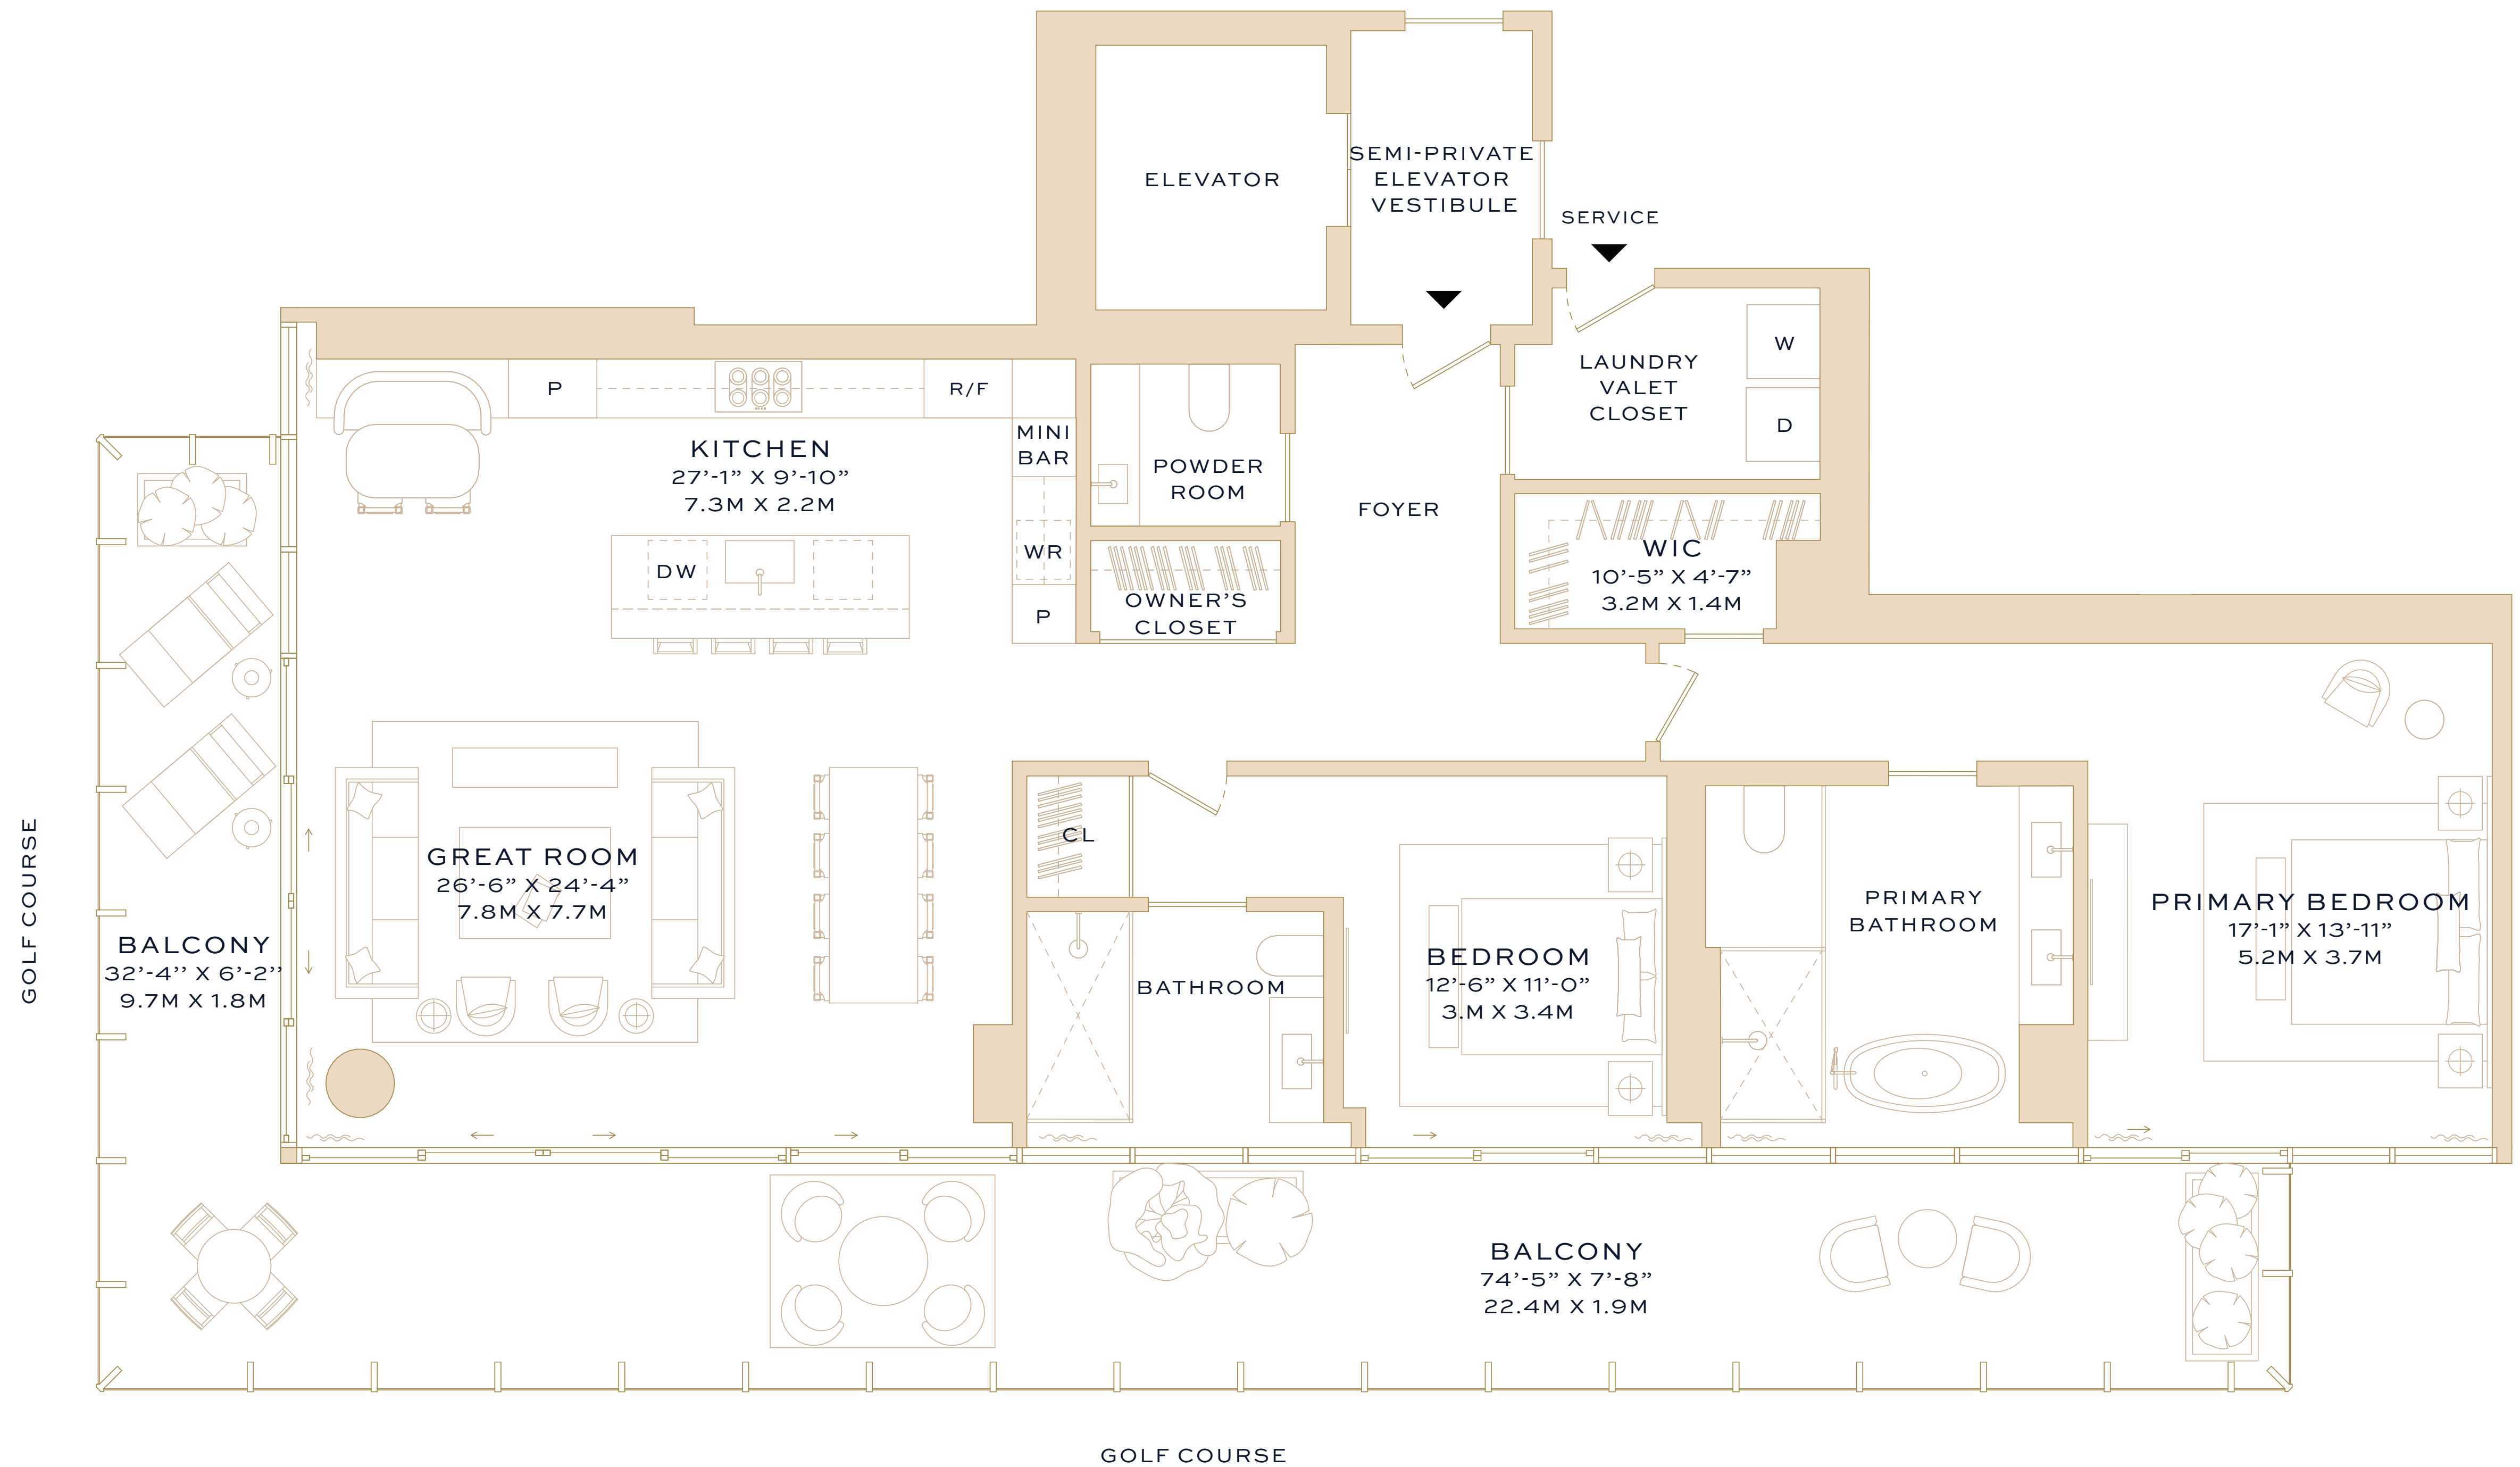 ELEVATOR
SEMI-PRIVATE
ELEVATOR
VESTIBULE
SERVICE
LAUNDRY
VALET
CLOSET
W
D
P
R/F
MINI
BAR
KITCHEN
27’-1” X 9’-10”
7.3M X 2.2M
POWDER
ROOM
FOYER
DW
WR
P
OWNER’S
CLOSET
WIC
10’-5” X 4’-7”
3.2M X 1.4M
GOLF COURSE
BALCONY
32’-4’’ X 6’-2’’
9.7M X 1.8M
GREAT ROOM
26’-6” X 24’-4”
7.8M X 7.7M
CL
BATHROOM
BEDROOM
12’-6” X 11’-0”
3.M X 3.4M
PRIMARY
BATHROOM
PRIMARY BEDROOM
17’-1” X 13’-11”
5.2M X 3.7M
BALCONY
74’-5” X 7’-8”
22.4M X 1.9M
GOLF COURSE